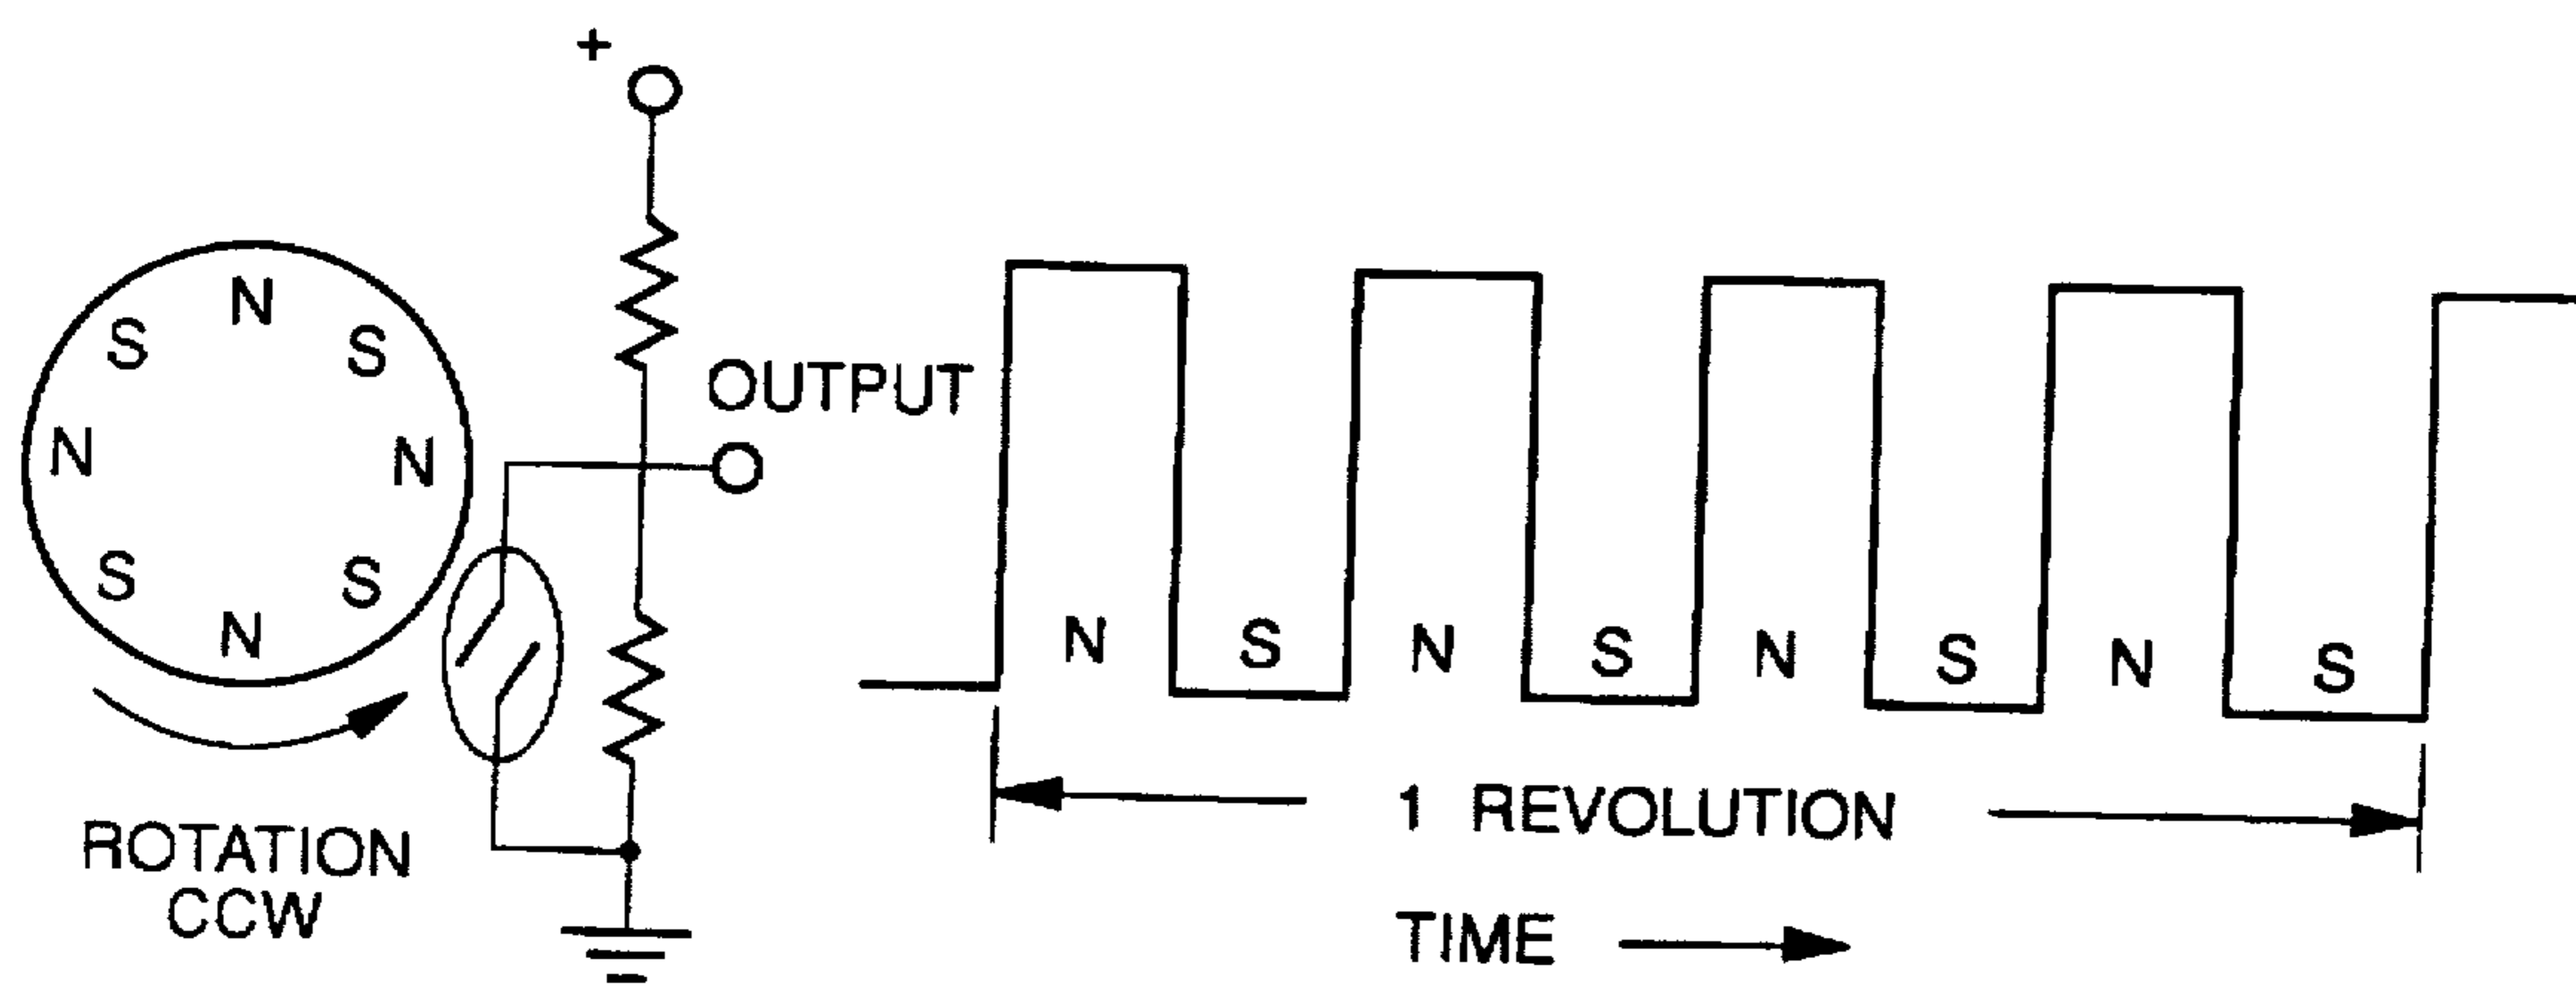 +
N
S
S
N
N
S
S
N
OUTPUT
N S N S N S N S
1 REVOLUTION
ROTATION
CCW
TIME